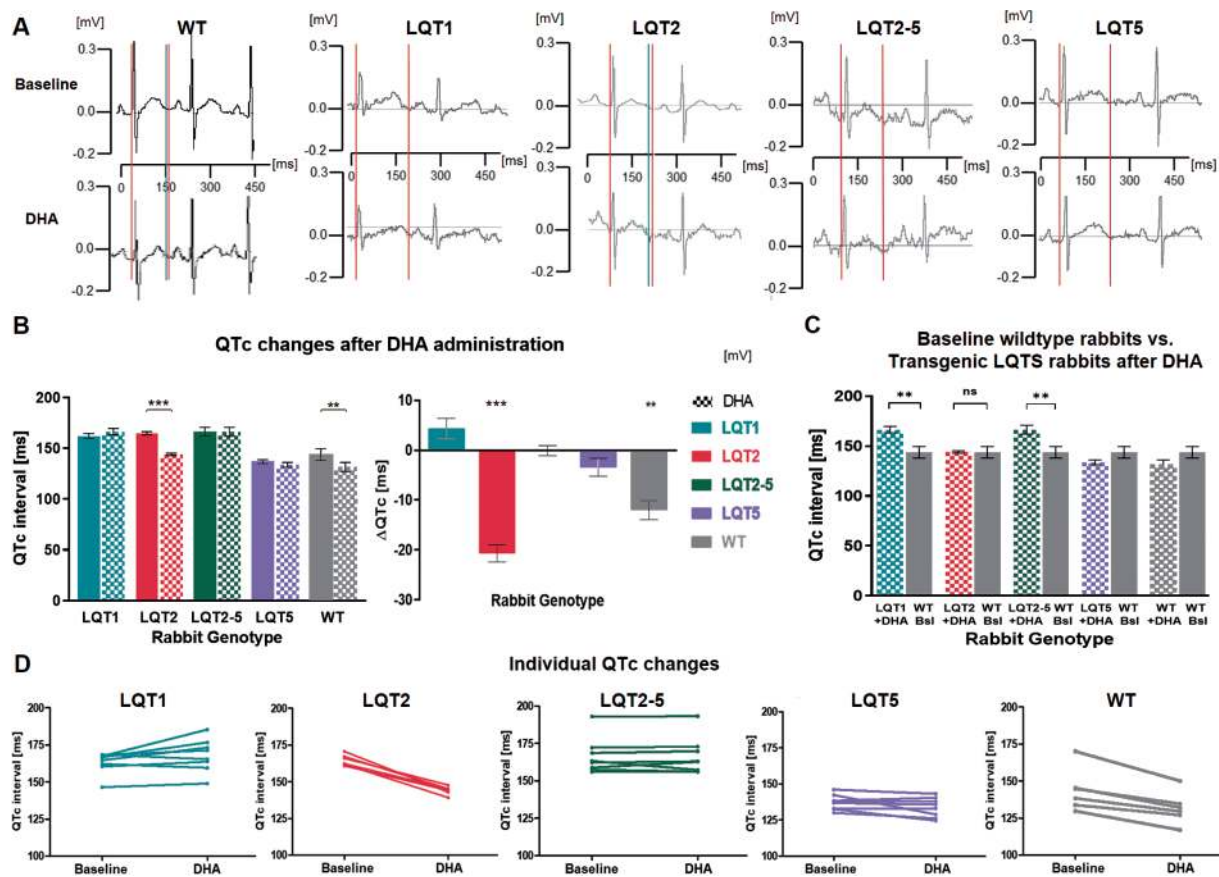 A
[mV]
WT
[mV]
LQT1
[mV]
LQT2
[mV]
LQT2-5
[mV]
LQT5
Baseline
0.3
0.0
-0.2
0.3
0.0
-0.2
0.3
0.0
-0.2
0.3
0.0
-0.2
0.3
0.0
-0.2
[ms]
[ms]
[ms]
[ms]
0 150 300 450
0 150 300 450
0 150 300 450
0 150 300 450
0 150 300 450
DHA
0.3
0.0
-0.2
0.3
0.0
-0.2
0.3
0.0
-0.2
0.3
0.0
-0.2
0.3
0.0
-0.2
B
QTc changes after DHA administration
[mV]
QTc interval [ms]
200
150
100
50
0
***
**
LQT1 LQT2 LQT2-5 LQT5 WT
Rabbit Genotype
ΔQTc [ms]
10
0
-10
-20
-30
***
**
Rabbit Genotype
DHA
LQT1
LQT2
LQT2-5
LQT5
WT
C
Baseline wildtype rabbits vs.
Transgenic LQTS rabbits after DHA
QTc interval [ms]
200
150
100
50
0
**
ns
**
LQT1 WT LQT2 WT LQT2-5 WT LQT5 WT WT WT
+DHA Bsl +DHA Bsl +DHA Bsl +DHA Bsl +DHA Bsl
Rabbit Genotype
D
Individual QTc changes
LQT1
QTc interval [ms]
200
175
150
125
100
Baseline DHA
LQT2
QTc interval [ms]
200
175
150
125
100
Baseline DHA
LQT2-5
QTc interval [ms]
200
175
150
125
100
Baseline DHA
LQT5
QTc interval [ms]
200
175
150
125
100
Baseline DHA
WT
QTc interval [ms]
200
175
150
125
100
Baseline DHA